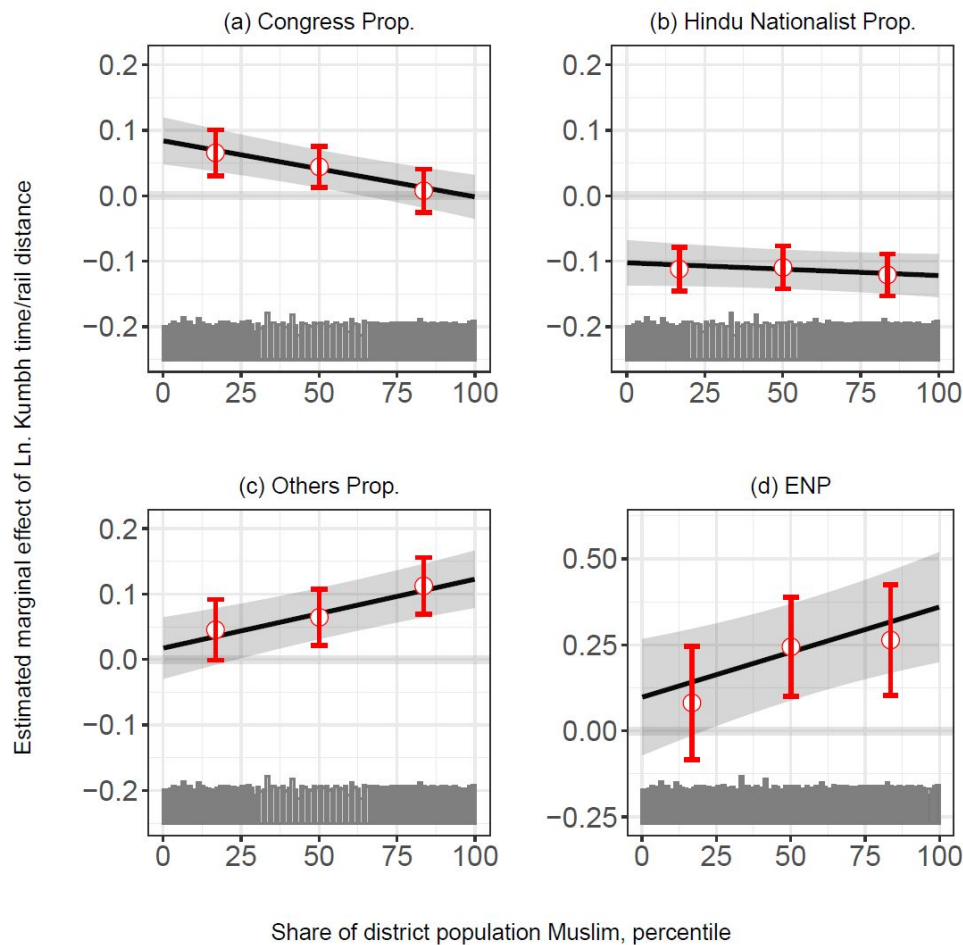 (a) Congress Prop.
(b) Hindu Nationalist Prop.
0.2
0.1
0.0
−0.1
−0.2
0 25 50 75 100
0.2
0.1
0.0
−0.1
−0.2
0 25 50 75 100
(c) Others Prop.
(d) ENP
0.2
0.1
0.0
−0.1
−0.2
0 25 50 75 100
0.50
0.25
0.00
−0.25
0 25 50 75 100
Estimated marginal effect of Ln. Kumbh time/rail distance
Share of district population Muslim, percentile